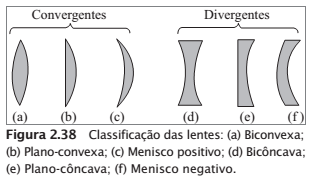 Convergentes Divergentes
(a) (b) (c) (d) (e) (f)
Figura 2.38 Classificação das lentes: (a) Biconvexa;
(b) Plano-convexa; (c) Menisco positivo; (d) Bicôncava;
(e) Plano-côncava; (f) Menisco negativo.